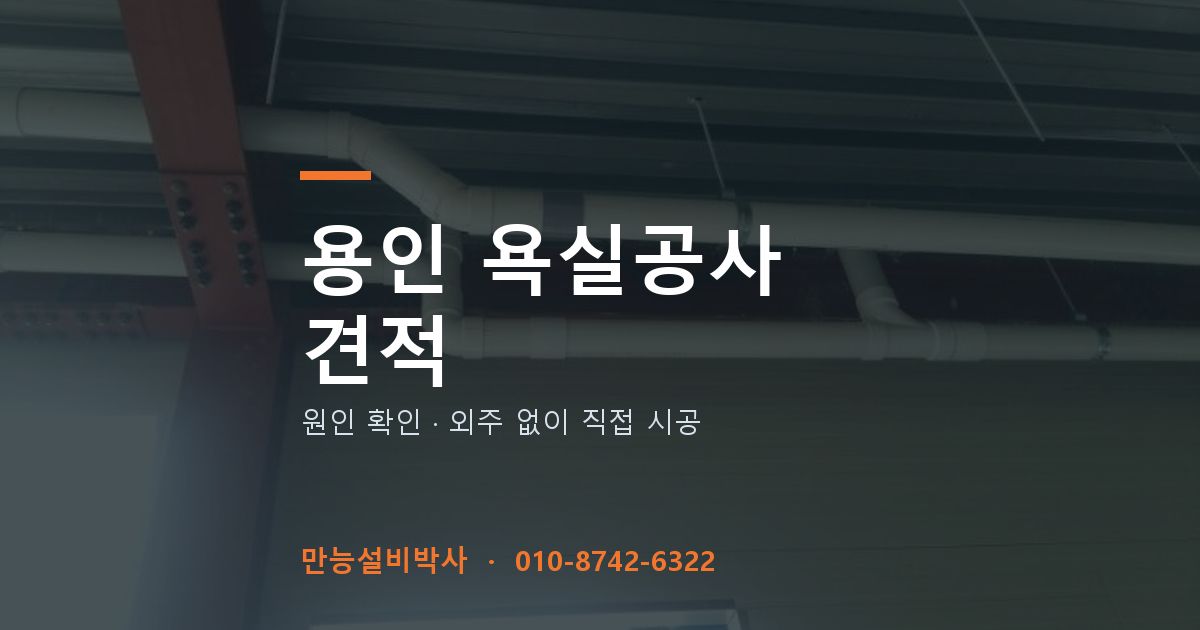 용인 욕실공사
견적
원인 확인 · 외주 없이 직접 시공
만능설비박사 · 010-8742-6322